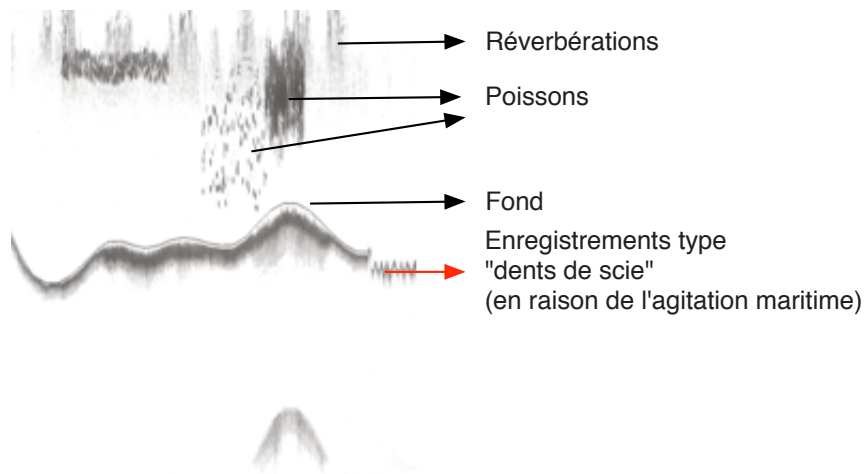 Réverbérations
Poissons
Fond
Enregistrements type
"dents de scie"
(en raison de l'agitation maritime)